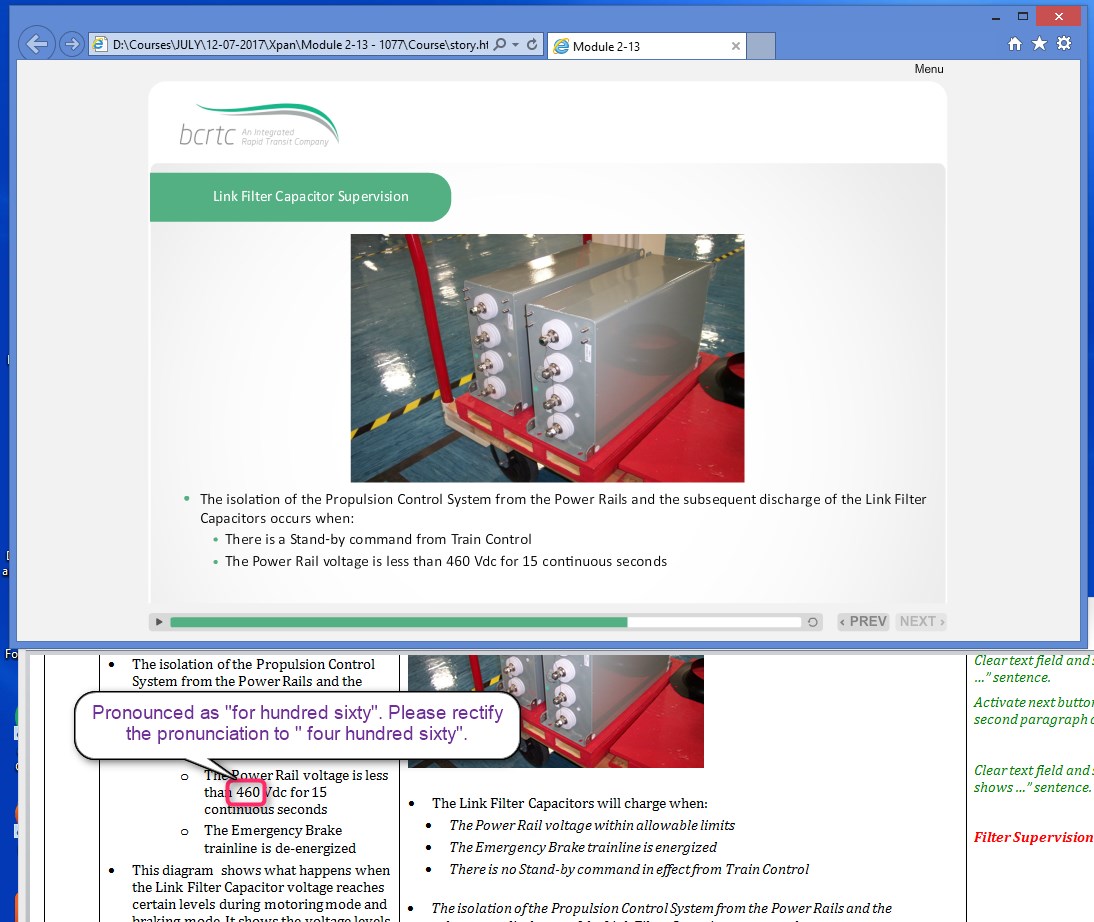 D:\Courses\JULY\12-07-2017\Xpan\Module 2-13 - 1077\Course\story.ht
Module 2-13
Menu
bcrtc An Integrated
Rapid Transit Company
Link Filter Capacitor Supervision
• The isolation of the Propulsion Control System from the Power Rails and the subsequent discharge of the Link Filter
Capacitors occurs when:
• There is a Stand-by command from Train Control
• The Power Rail voltage is less than 460 Vdc for 15 continuous seconds
‹ PREV NEXT ›
Fo
• The isolation of the Propulsion Control
System from the Power Rails and the
Pronounced as "for hundred sixty". Please rectify
the pronunciation to " four hundred sixty".
o The Power Rail voltage is less
than 460 Vdc for 15
continuous seconds
o The Emergency Brake
trainline is de-energized
• This diagram shows what happens when
the Link Filter Capacitor voltage reaches
certain levels during motoring mode and
braking mode. It shows the voltage levels
• The Link Filter Capacitors will charge when:
• The Power Rail voltage within allowable limits
• The Emergency Brake trainline is energized
• There is no Stand-by command in effect from Train Control
• The isolation of the Propulsion Control System from the Power Rails and the
Clear text field and s
..." sentence.
Activate next button
second paragraph
Clear text field and s
shows ..." sentence.
Filter Supervision